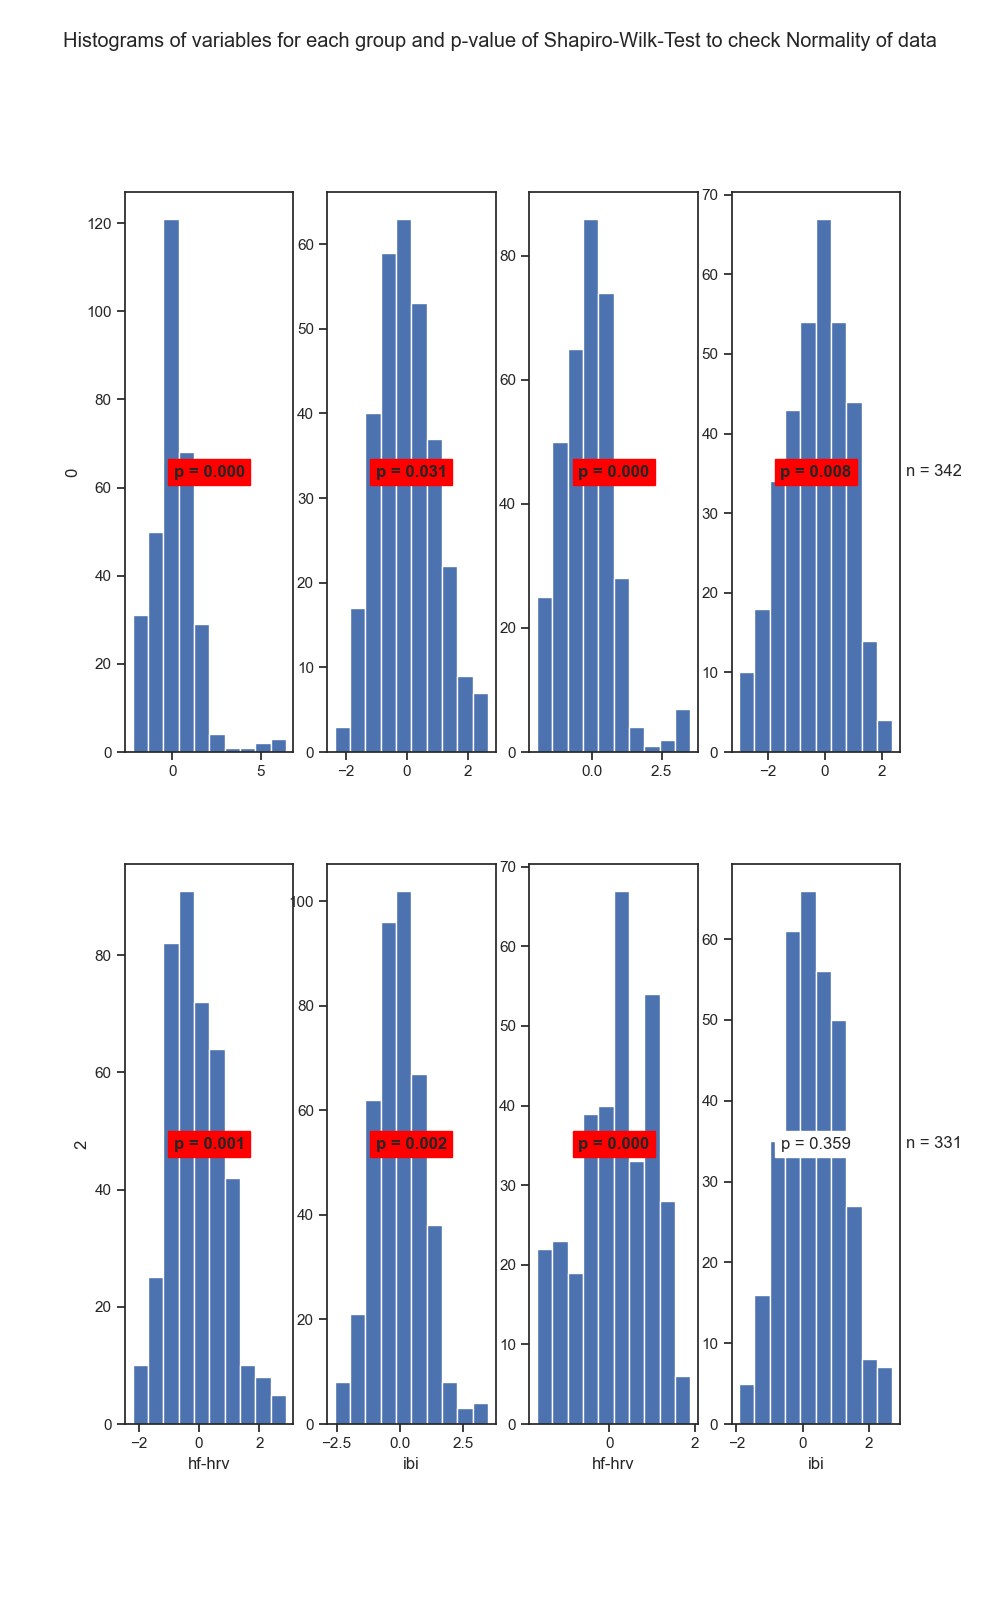 Histograms of variables for each group and p-value of Shapiro-Wilk-Test to check Normality of data
0
120
100
80
60
40
20
0
0 5
p = 0.000
60
50
40
30
20
10
0
−2 0 2
p = 0.031
80
60
40
20
0
0.0 2.5
p = 0.000
70
60
50
40
30
20
10
0
−2 0 2
p = 0.008
n = 342
2
80
60
40
20
0
−2 0 2
hf-hrv
p = 0.001
100
80
60
40
20
0
−2.5 0.0 2.5
ibi
p = 0.002
70
60
50
40
30
20
10
0
0 2
hf-hrv
p = 0.000
60
50
40
30
20
10
0
−2 0 2
ibi
p = 0.359
n = 331